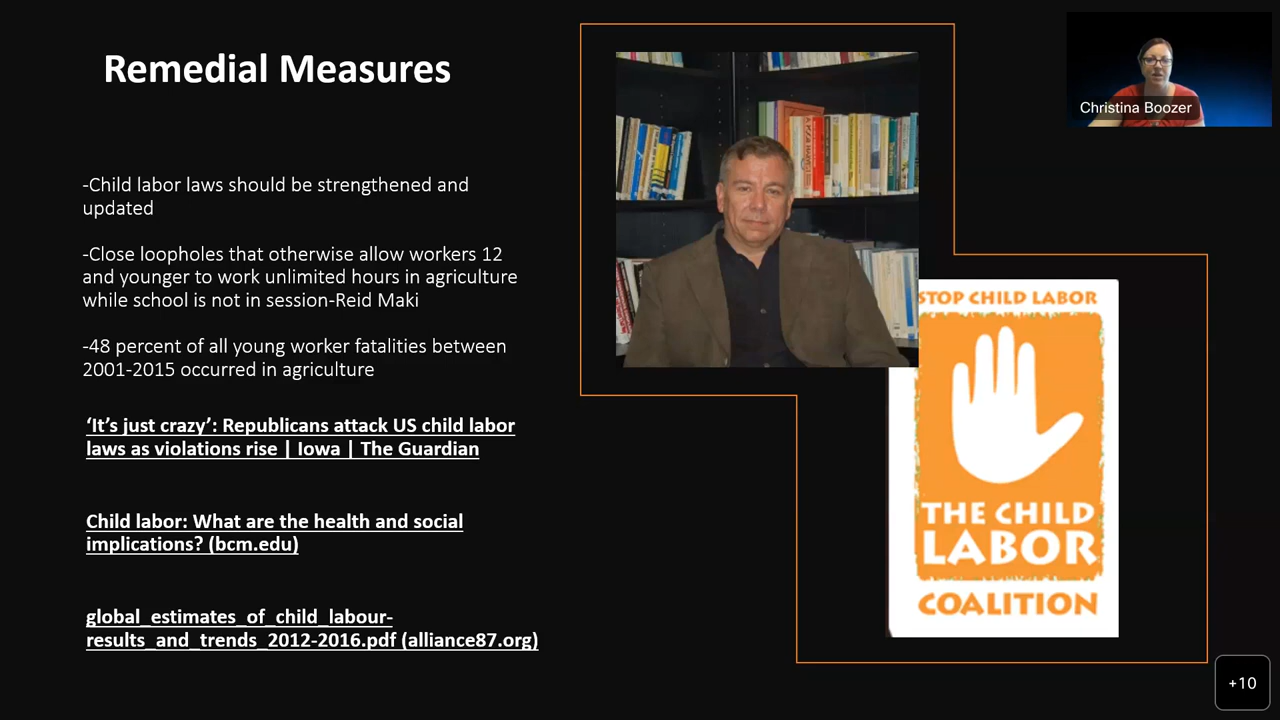 Remedial Measures
-Child labor laws should be strengthened and
updated
-Close loopholes that otherwise allow workers 12
and younger to work unlimited hours in agriculture
while school is not in session-Reid Maki
-48 percent of all young worker fatalities between
2001-2015 occurred in agriculture
‘It’s just crazy’: Republicans attack US child labor
laws as violations rise | Iowa | The Guardian
Child labor: What are the health and social
implications? (bcm.edu)
global_estimates_of_child_labour-
results_and_trends_2012-2016.pdf (alliance87.org)
STOP CHILD LABOR
THE CHILD
LABOR
COALITION
Christina Boozer
+10